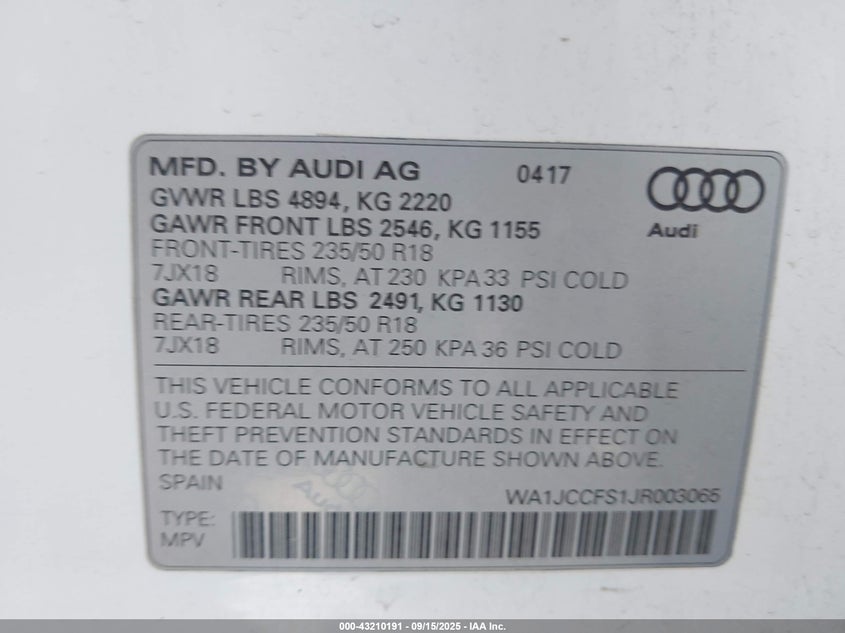 MFD. BY AUDI AG 0417
GVWR LBS 4894, KG 2220
GAWR FRONT LBS 2546, KG 1155
Audi
FRONT-TIRES 235/50 R18
7JX18 RIMS, AT 230 KPA 33 PSI COLD
GAWR REAR LBS 2491, KG 1130
REAR-TIRES 235/50 R18
7JX18 RIMS, AT 250 KPA 36 PSI COLD
THIS VEHICLE CONFORMS TO ALL APPLICABLE
U.S. FEDERAL MOTOR VEHICLE SAFETY AND
THEFT PREVENTION STANDARDS IN EFFECT ON
THE DATE OF MANUFACTURE SHOWN ABOVE.
SPAIN
Audi
WA1JCCFS1JR003065
TYPE:
MPV
000-43210191 - 09/15/2025 - IAA Inc.